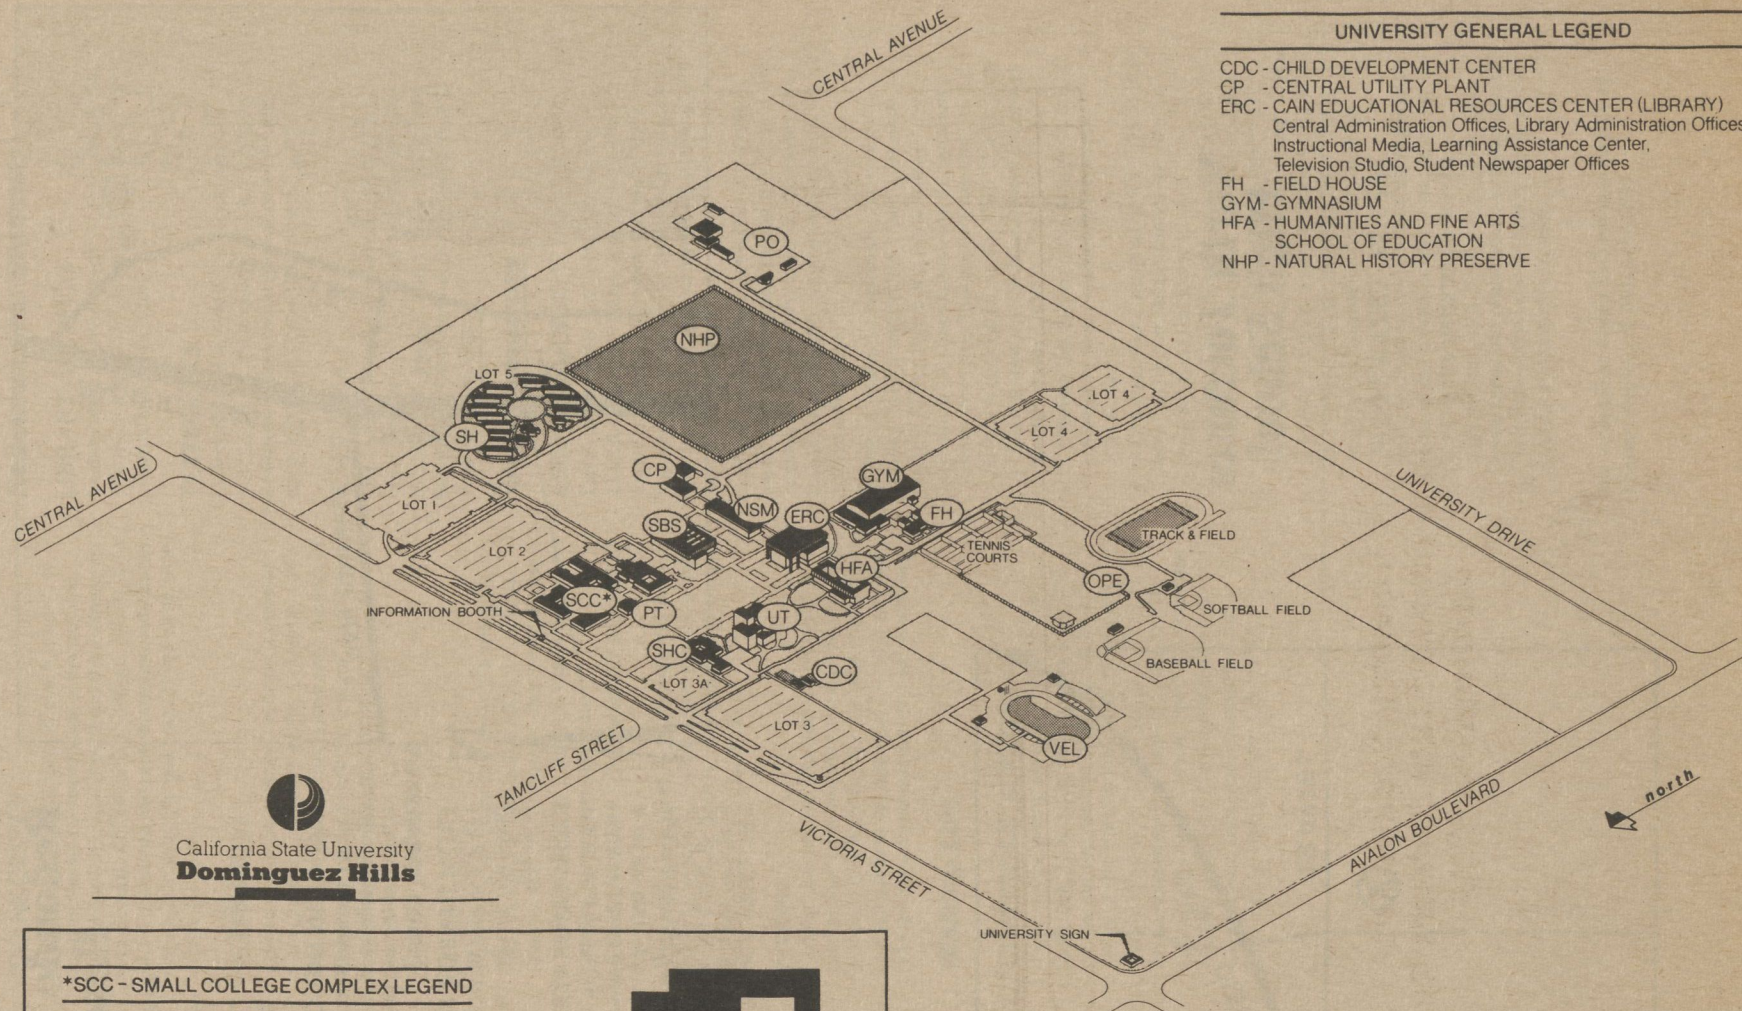 CENTRAL AVENUE
UNIVERSITY GENERAL LEGEND
CDC - CHILD DEVELOPMENT CENTER
CP - CENTRAL UTILITY PLANT
ERC - CAIN EDUCATIONAL RESOURCES CENTER (LIBRARY)
Central Administration Offices, Library Administration Offices
Instructional Media, Learning Assistance Center,
Television Studio, Student Newspaper Offices
FH - FIELD HOUSE
GYM - GYMNASIUM
HFA - HUMANITIES AND FINE ARTS
SCHOOL OF EDUCATION
NHP - NATURAL HISTORY PRESERVE
PO
NHP
LOT 5
LOT 4
LOT 4
SH
CENTRAL AVENUE
CP
GYM
UNIVERSITY DRIVE
LOT 1
NSM
ERC
FH
SBS
TRACK & FIELD
LOT 2
TENNIS
COURTS
HFA
OPE
SCC*
INFORMATION BOOTH
PT
UT
SOFTBALL FIELD
SHC
CDC
BASEBALL FIELD
LOT 3A
LOT 3
VEL
TAMCLIFF STREET
north
VICTORIA STREET
AVALON BOULEVARD
California State University
Dominguez Hills
UNIVERSITY SIGN
*SCC - SMALL COLLEGE COMPLEX LEGEND